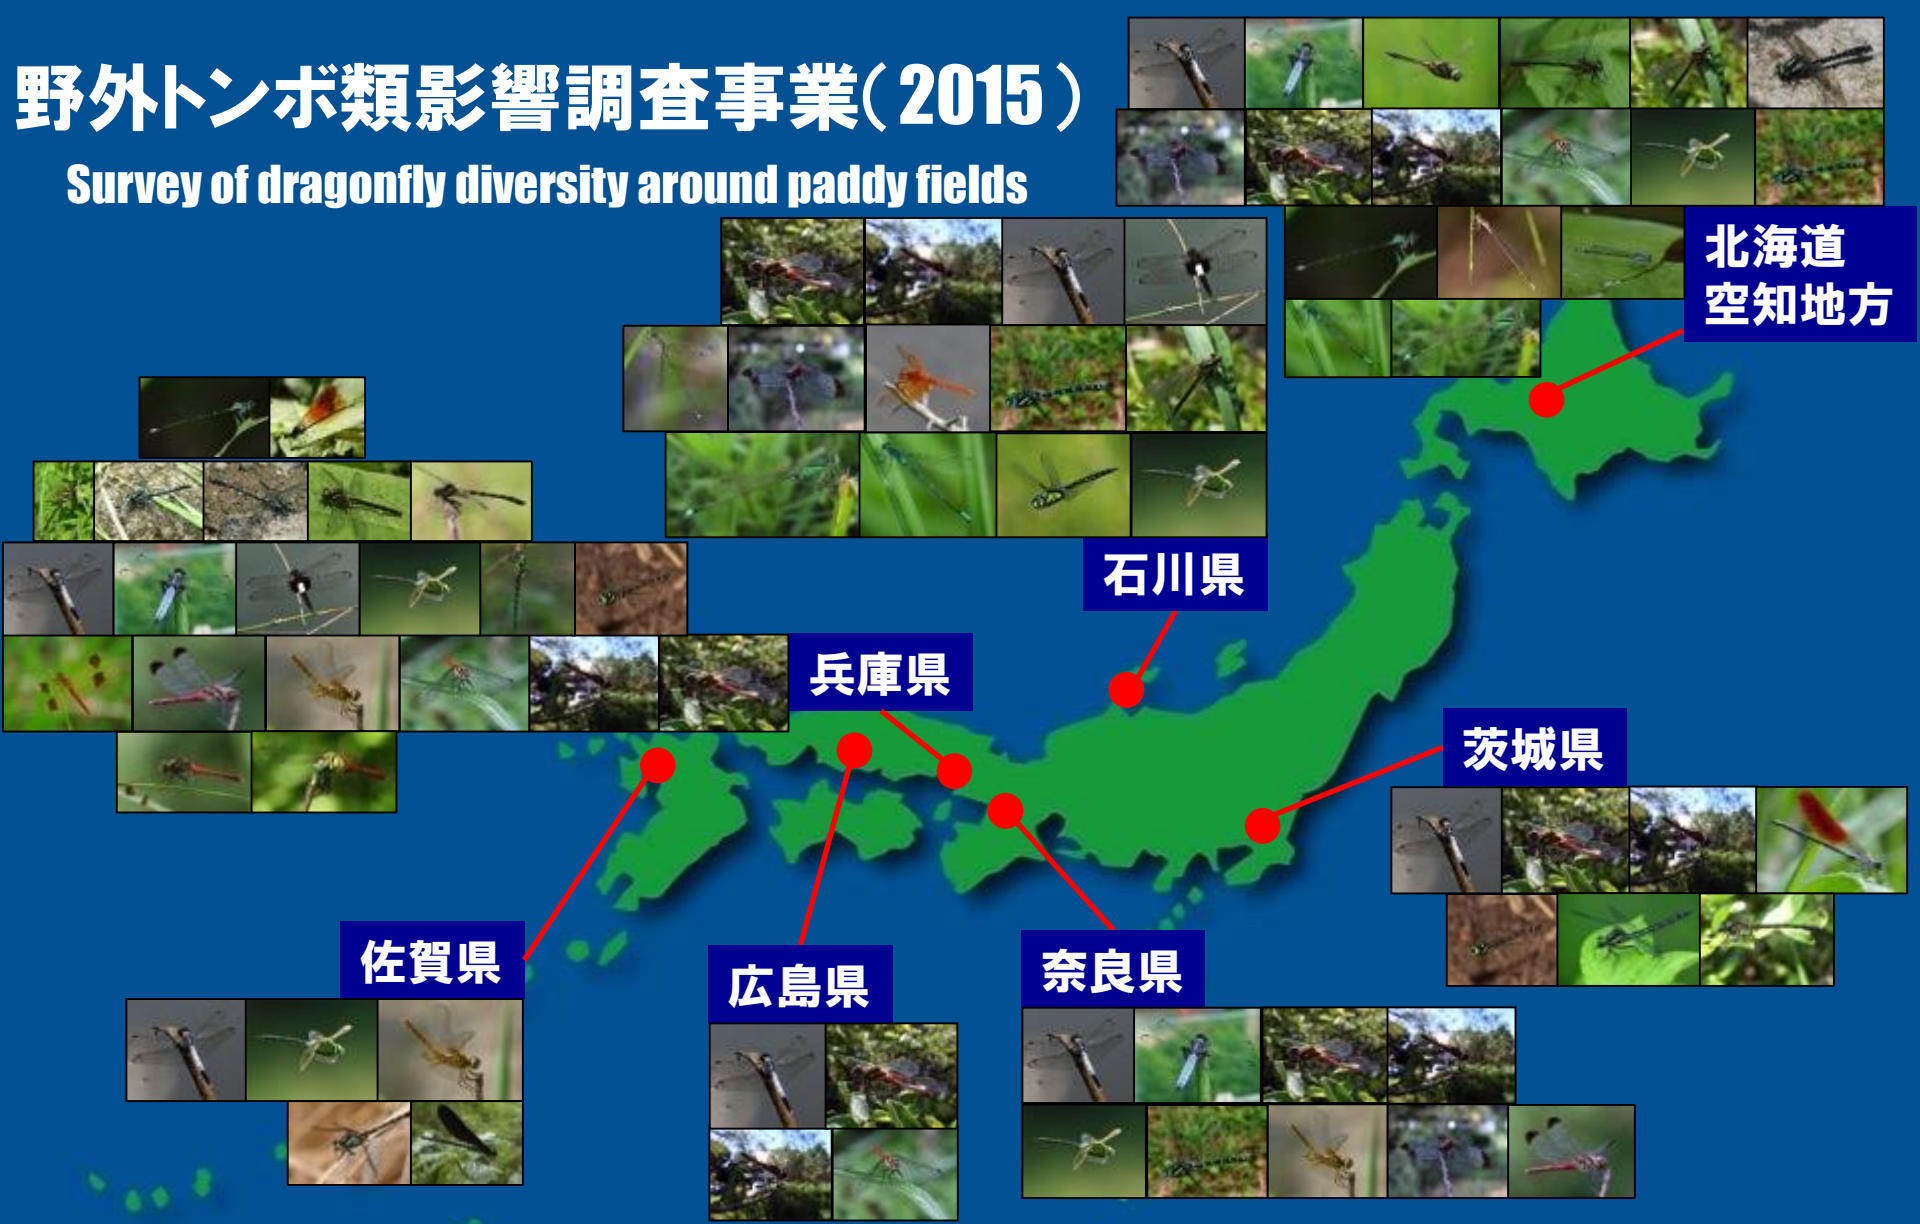 野外トンボ類影響調査事業(2015)
Survey of dragonfly diversity around paddy fields
北海道
空知地方
石川県
兵庫県
茨城県
佐賀県
広島県
奈良県